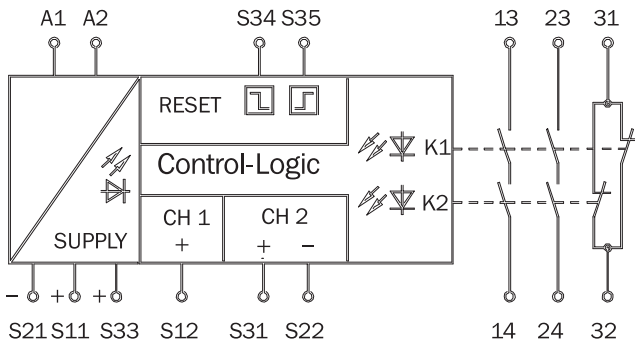 A1 A2 S34 S35 13 23 31
RESET
K1
Control-Logic
K2
CH 1 CH 2
SUPPLY + + −
− + +
S21 S11 S33 S12 S31 S22 14 24 32